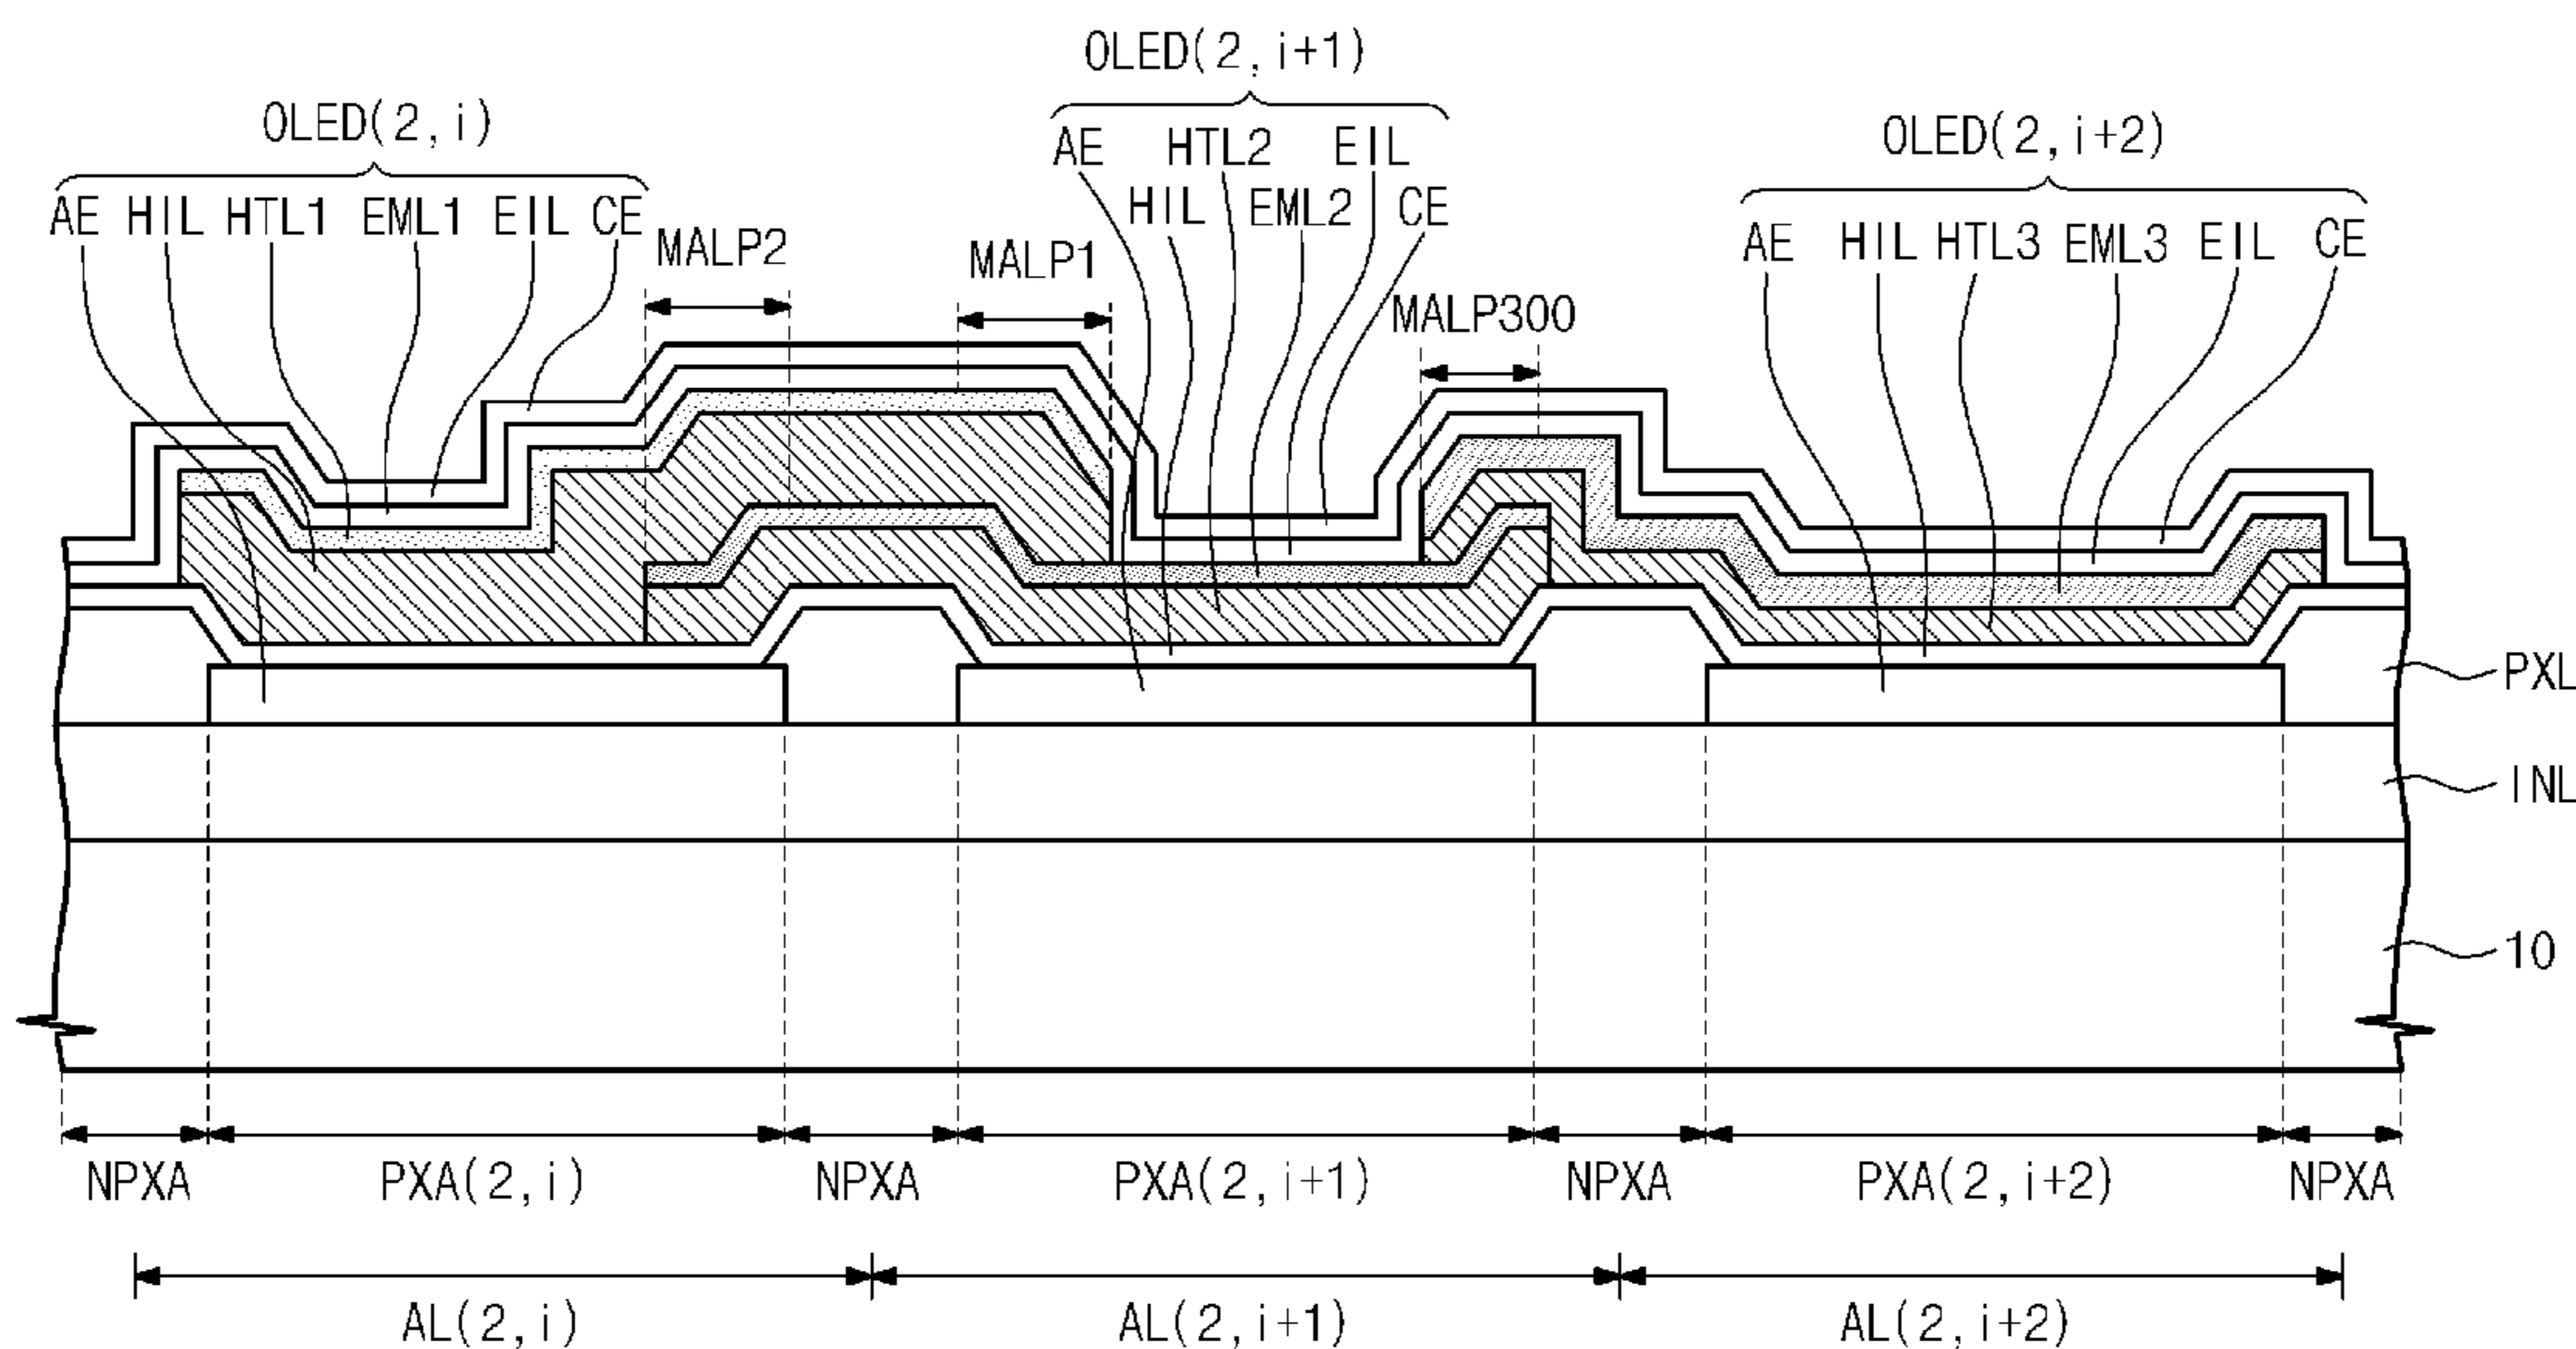 OLED(2, i+1)
OLED(2, i)
OLED(2, i+2)
AE HTL2 EIL
HIL EML2 CE
AE HIL HTL1 EML1 EIL CE
AE HIL HTL3 EML3 EIL CE
MALP2
MALP1
MALP300
PXL
INL
10
NPXA PXA(2, i) NPXA PXA(2, i+1) NPXA PXA(2, i+2) NPXA
AL(2, i) AL(2, i+1) AL(2, i+2)